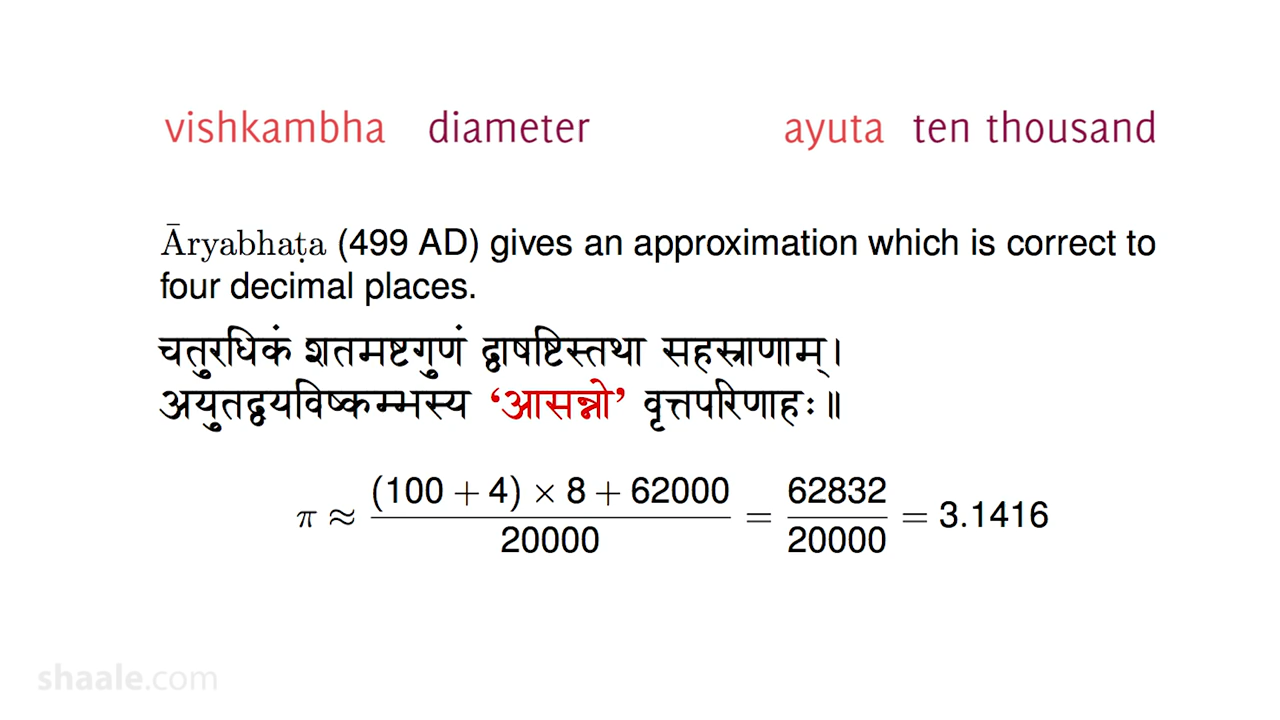 vishkambha diameter ayuta ten thousand
Āryabhaṭa (499 AD) gives an approximation which is correct to
four decimal places.
चतुरधिकं शतमष्टगुणं द्वाषष्टिस्तथा सहस्राणाम्।
अयुतद्वयविष्कम्भस्य ‘आसन्नो’ वृत्तपरिणाहः॥
π ≈ (100 + 4) × 8 + 62000 / 20000 = 62832 / 20000 = 3.1416
shaale.com